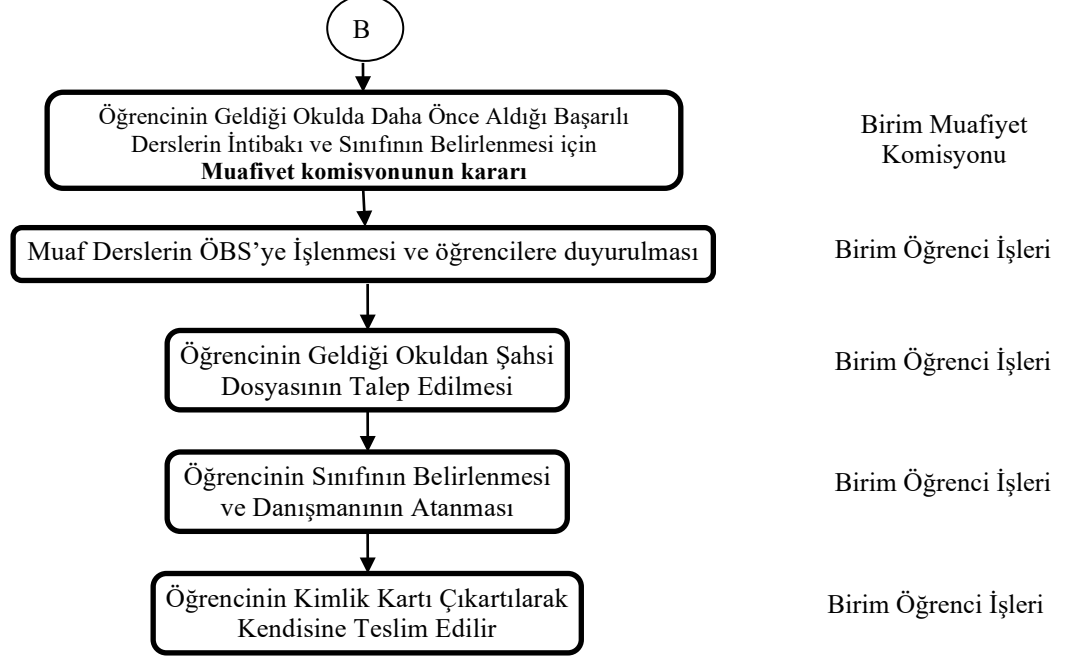 B
Öğrencinin Geldiği Okulda Daha Önce Aldığı Başarılı
Derslerin İntibakı ve Sınıfının Belirlenmesi için
Muafiyet komisyonunun kararı
Birim Muafiyet
Komisyonu
Muaf Derslerin ÖBS’ye İşlenmesi ve öğrencilere duyurulması
Birim Öğrenci İşleri
Öğrencinin Geldiği Okuldan Şahsi
Dosyasının Talep Edilmesi
Birim Öğrenci İşleri
Öğrencinin Sınıfının Belirlenmesi
ve Danışmanının Atanması
Birim Öğrenci İşleri
Öğrencinin Kimlik Kartı Çıkartılarak
Kendisine Teslim Edilir
Birim Öğrenci İşleri